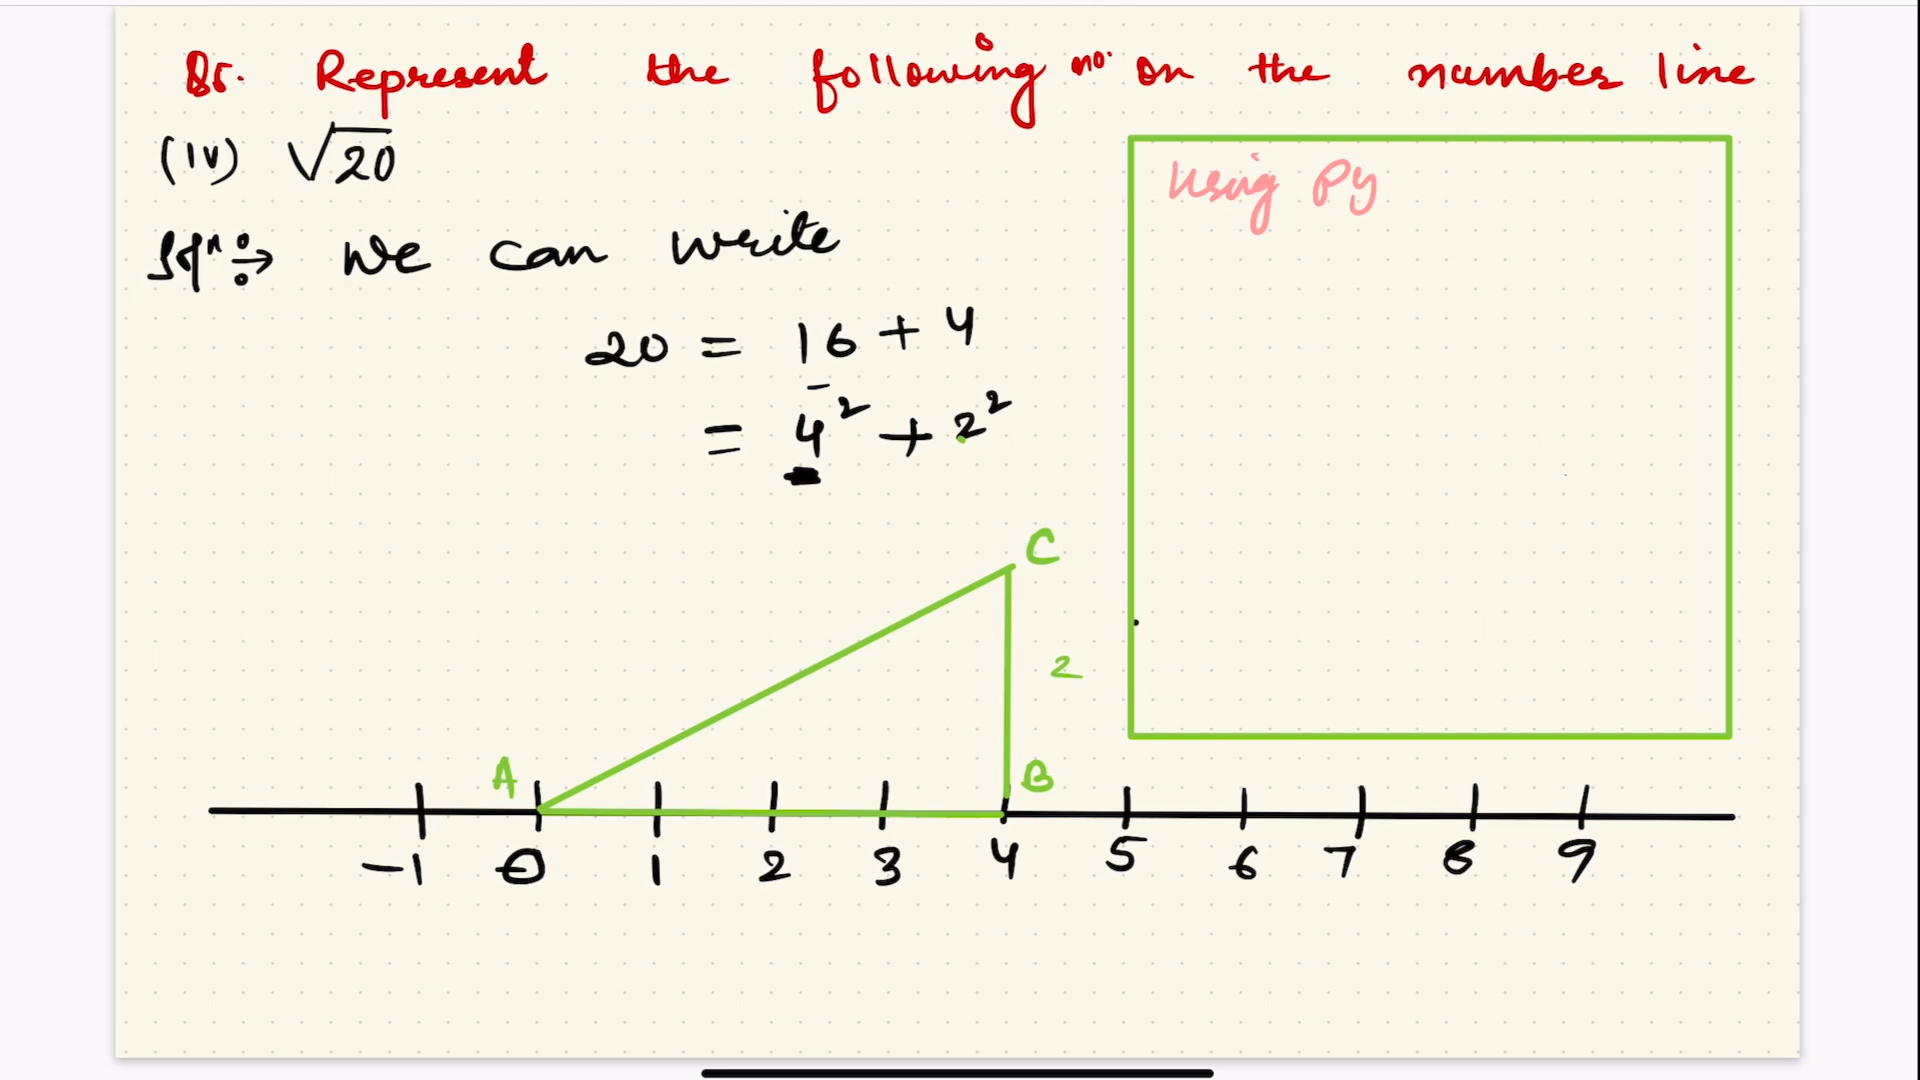 Q5. Represent the following no. on the number line
(iv) √20
Solⁿ ÷→ We can write
20 = 16 + 4
= 4² + 2²
Using Py
C
2
A B
-1 0 1 2 3 4 5 6 7 8 9